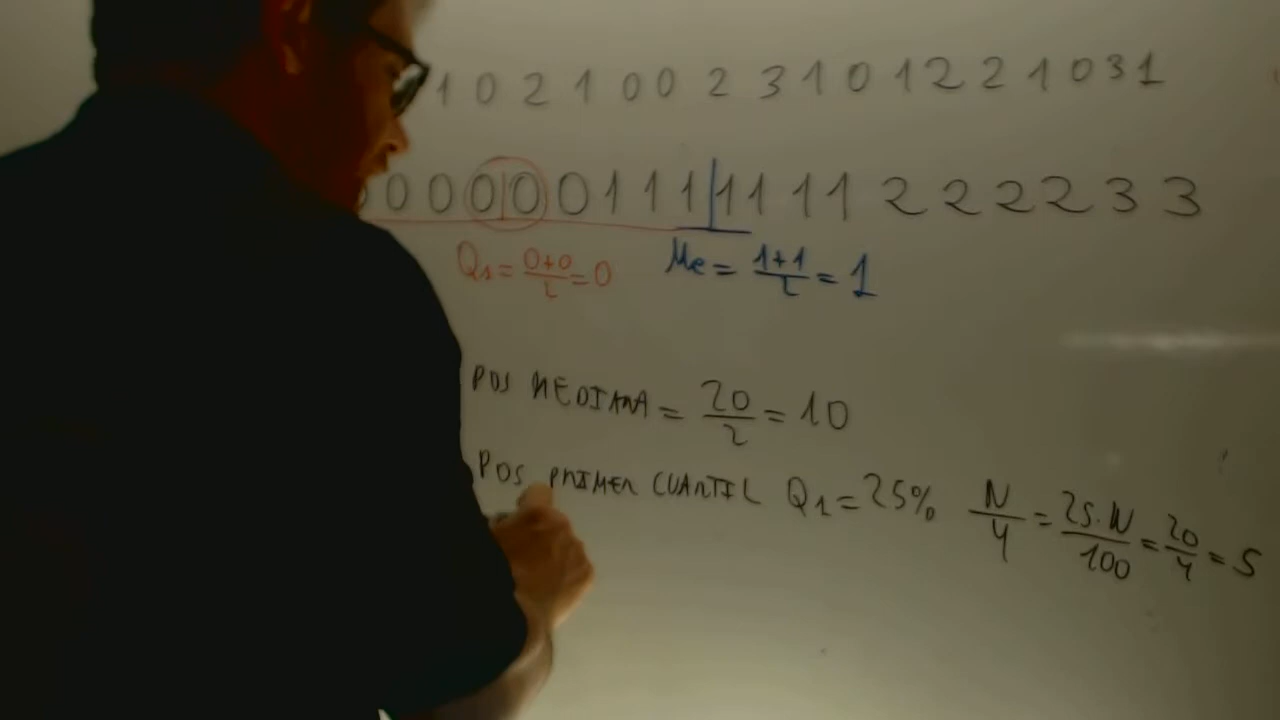 1 0 2 1 0 0 2 3 1 0 1 2 2 1 0 3 1
0 0 0 0 0 0 1 1 1 1 1 1 1 2 2 2 2 3 3
Q1 = 0+0/2 = 0 Me = 1+1/2 = 1
POS MEDIANA = 20/2 = 10
POS PRIMER CUARTIL Q1 = 25% N/4 = 25·N/100 = 20/4 = 5